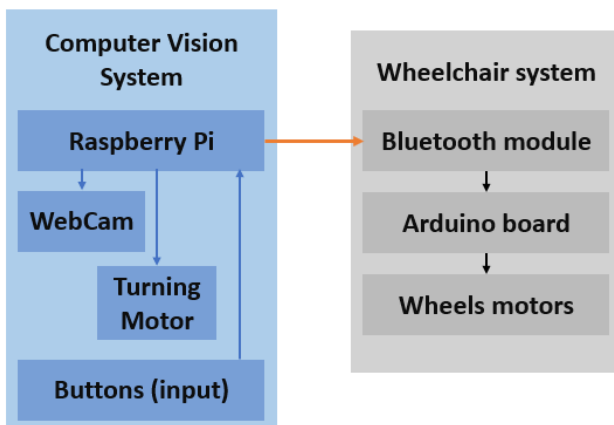 Computer Vision
System
Raspberry Pi
WebCam
Turning
Motor
Buttons (input)
Wheelchair system
Bluetooth module
Arduino board
Wheels motors